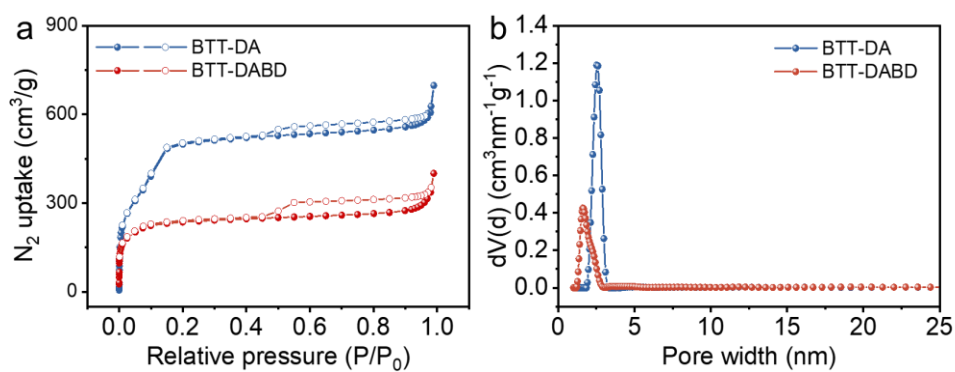 a
900
600
300
0
N₂ uptake (cm³/g)
BTT-DA
BTT-DABD
0.0 0.2 0.4 0.6 0.8 1.0
Relative pressure (P/P₀)
b
1.4
1.2
1.0
0.8
0.6
0.4
0.2
0.0
dV(d) (cm³nm⁻¹g⁻¹)
BTT-DA
BTT-DABD
0 5 10 15 20 25
Pore width (nm)